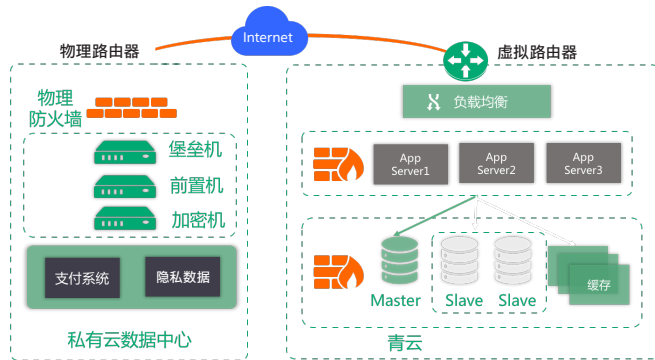 Internet
物理路由器
虚拟路由器
物理
防火墙
堡垒机
前置机
加密机
支付系统
隐私数据
私有云数据中心
负载均衡
App
Server1
App
Server2
App
Server3
Master
Slave
Slave
缓存
青云